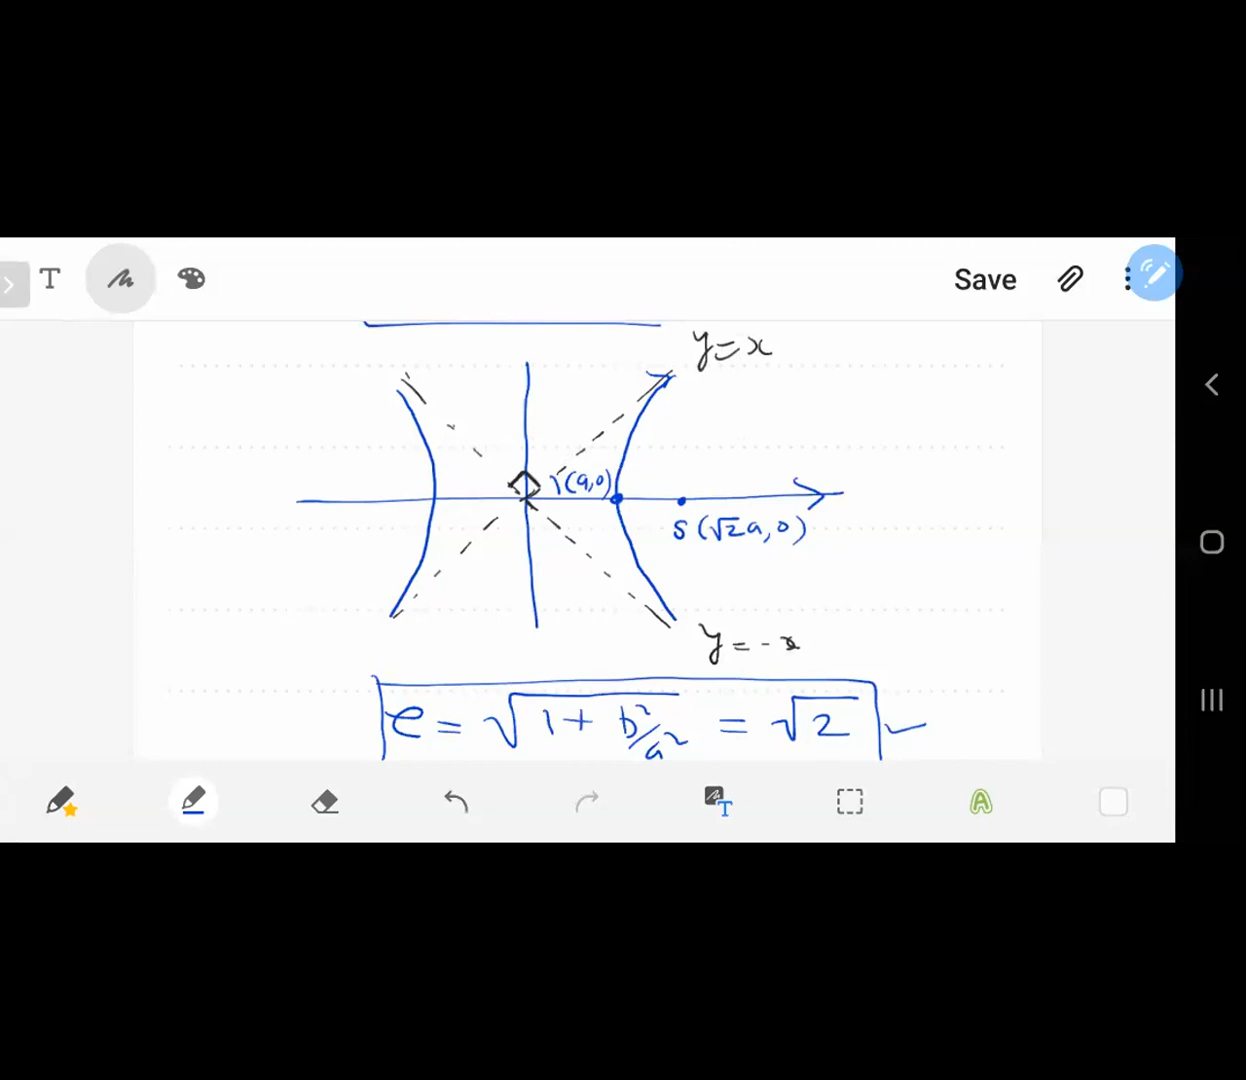 T
Save
y=x
(a,0)
S(√2a,0)
y=-x
e=√1+b²/a²=√2
T
A